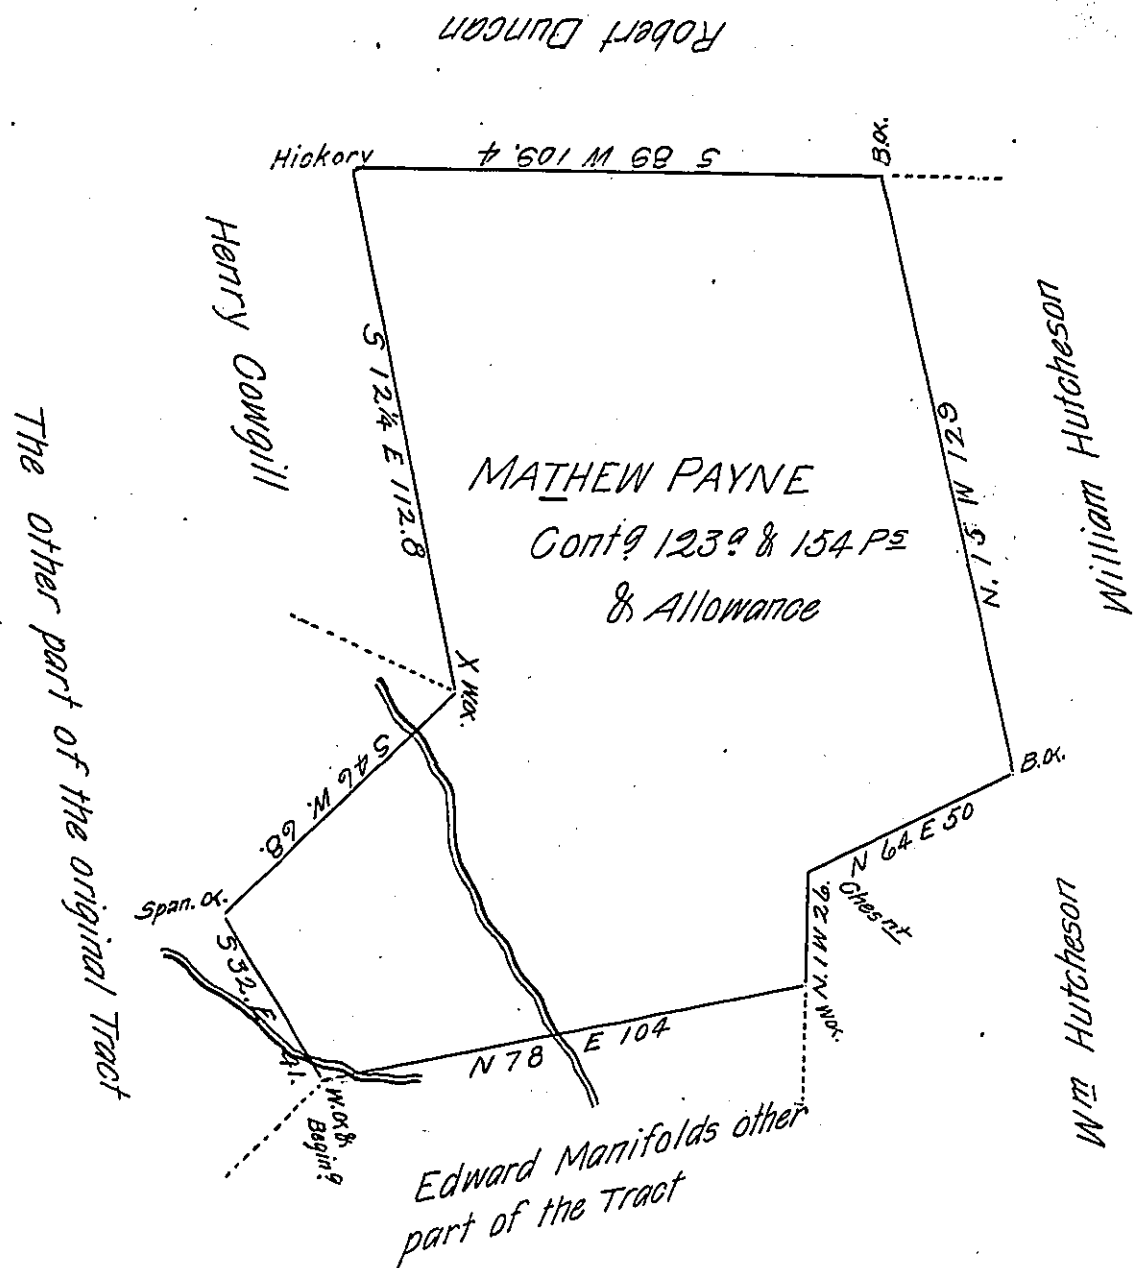 Robert Duncan
Hickory
S 89 W 109.4
B.O.
Henry Cowgill
S 12¼ E 112.8
MATHEW PAYNE
Contg 123a & 154 Ps
& Allowance
N. 15 W 129
William Hutcheson
The other part of the original Tract
X W.O.
S 46 W. 68.
B.O.
N 64 E 50
Chesnt
N. 1 W 26.
W.O.
Span. O.
S 32. E 41.
W.O. &
Beging
N 78 E 104
Wm Hutcheson
Edward Manifolds other
part of the Tract